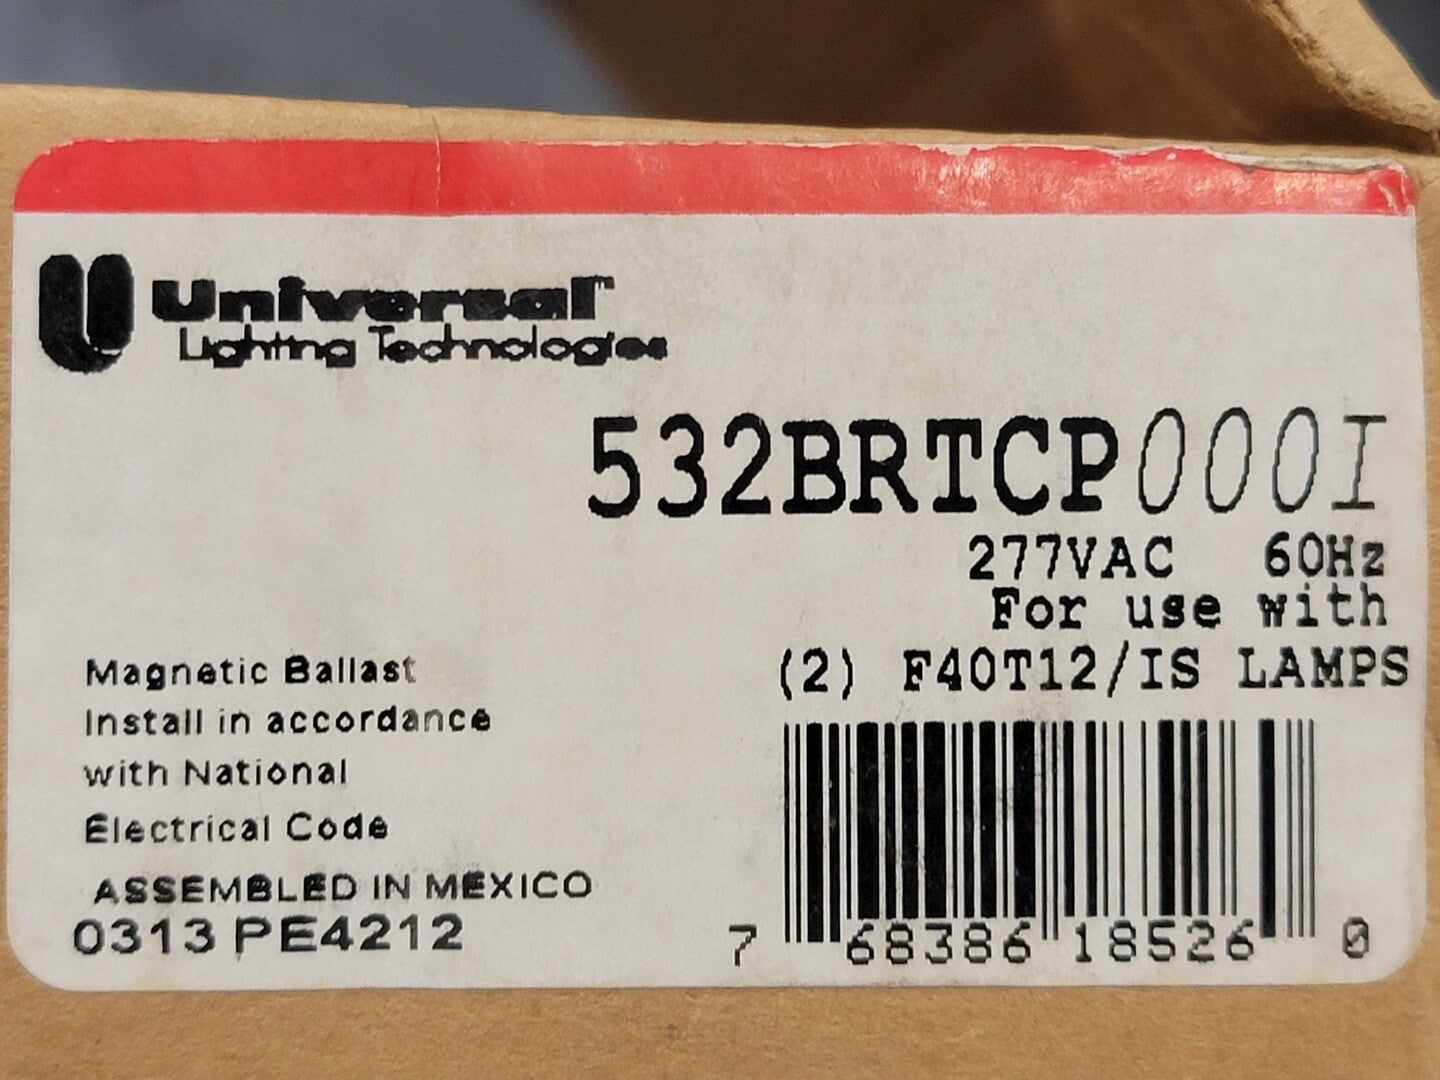 Universal™
Lighting Technologies
532BRTCP000I
277VAC 60Hz
For use with
(2) F40T12/IS LAMPS
Magnetic Ballast
Install in accordance
with National
Electrical Code
ASSEMBLED IN MEXICO
0313 PE4212
7 68386 18526 0